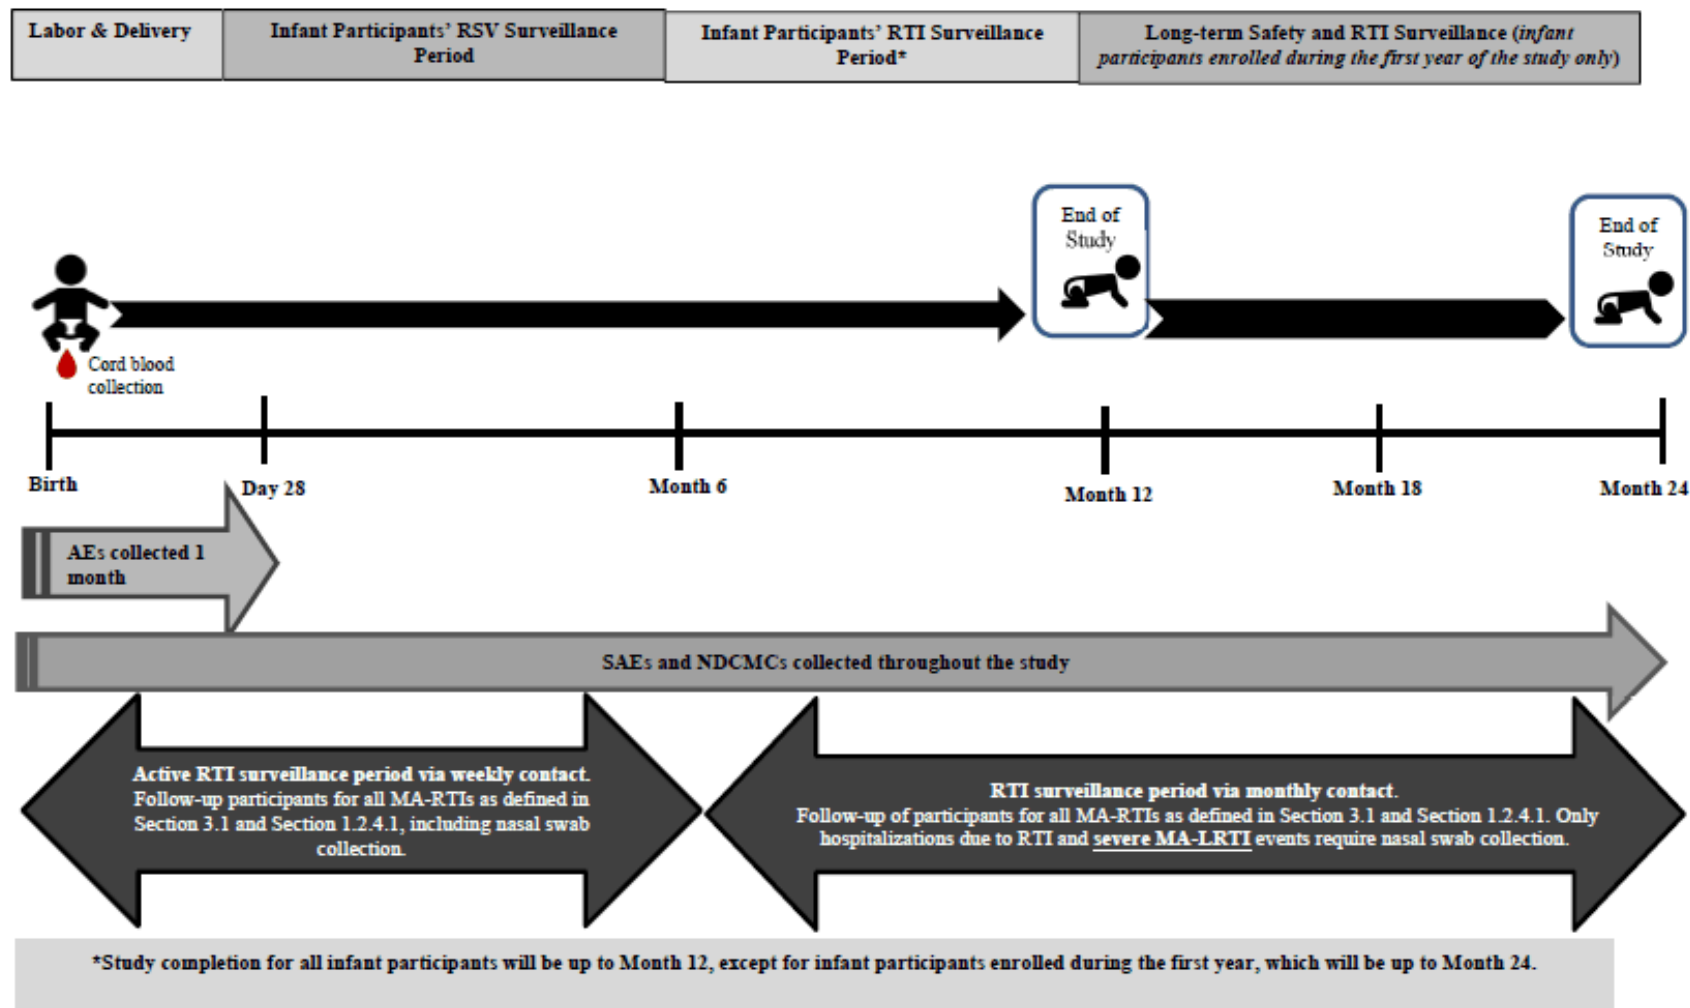 Labor & Delivery
Infant Participants' RSV Surveillance
Period
Infant Participants' RTI Surveillance
Period*
Long-term Safety and RTI Surveillance (infant
participants enrolled during the first year of the study only)
End of
Study
End of
Study
Cord blood
collection
Birth
Day 28
Month 6
Month 12
Month 18
Month 24
AEs collected 1
month
SAEs and NDCMCs collected throughout the study
Active RTI surveillance period via weekly contact.
Follow-up participants for all MA-RTIs as defined in
Section 3.1 and Section 1.2.4.1, including nasal swab
collection.
RTI surveillance period via monthly contact.
Follow-up of participants for all MA-RTIs as defined in Section 3.1 and Section 1.2.4.1. Only
hospitalizations due to RTI and severe MA-LRTI events require nasal swab collection.
*Study completion for all infant participants will be up to Month 12, except for infant participants enrolled during the first year, which will be up to Month 24.